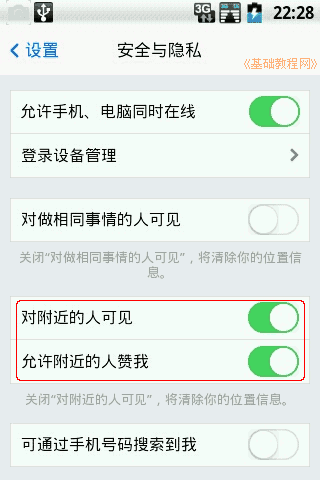 3G
22:28
设置
安全与隐私
《基础教程网》
允许手机、电脑同时在线
登录设备管理
对做相同事情的人可见
关闭“对做相同事情的人可见”，将清除你的位置信
息。
对附近的人可见
允许附近的人赞我
关闭“对附近的人可见”，将清除你的位置信息。
可通过手机号码搜索到我